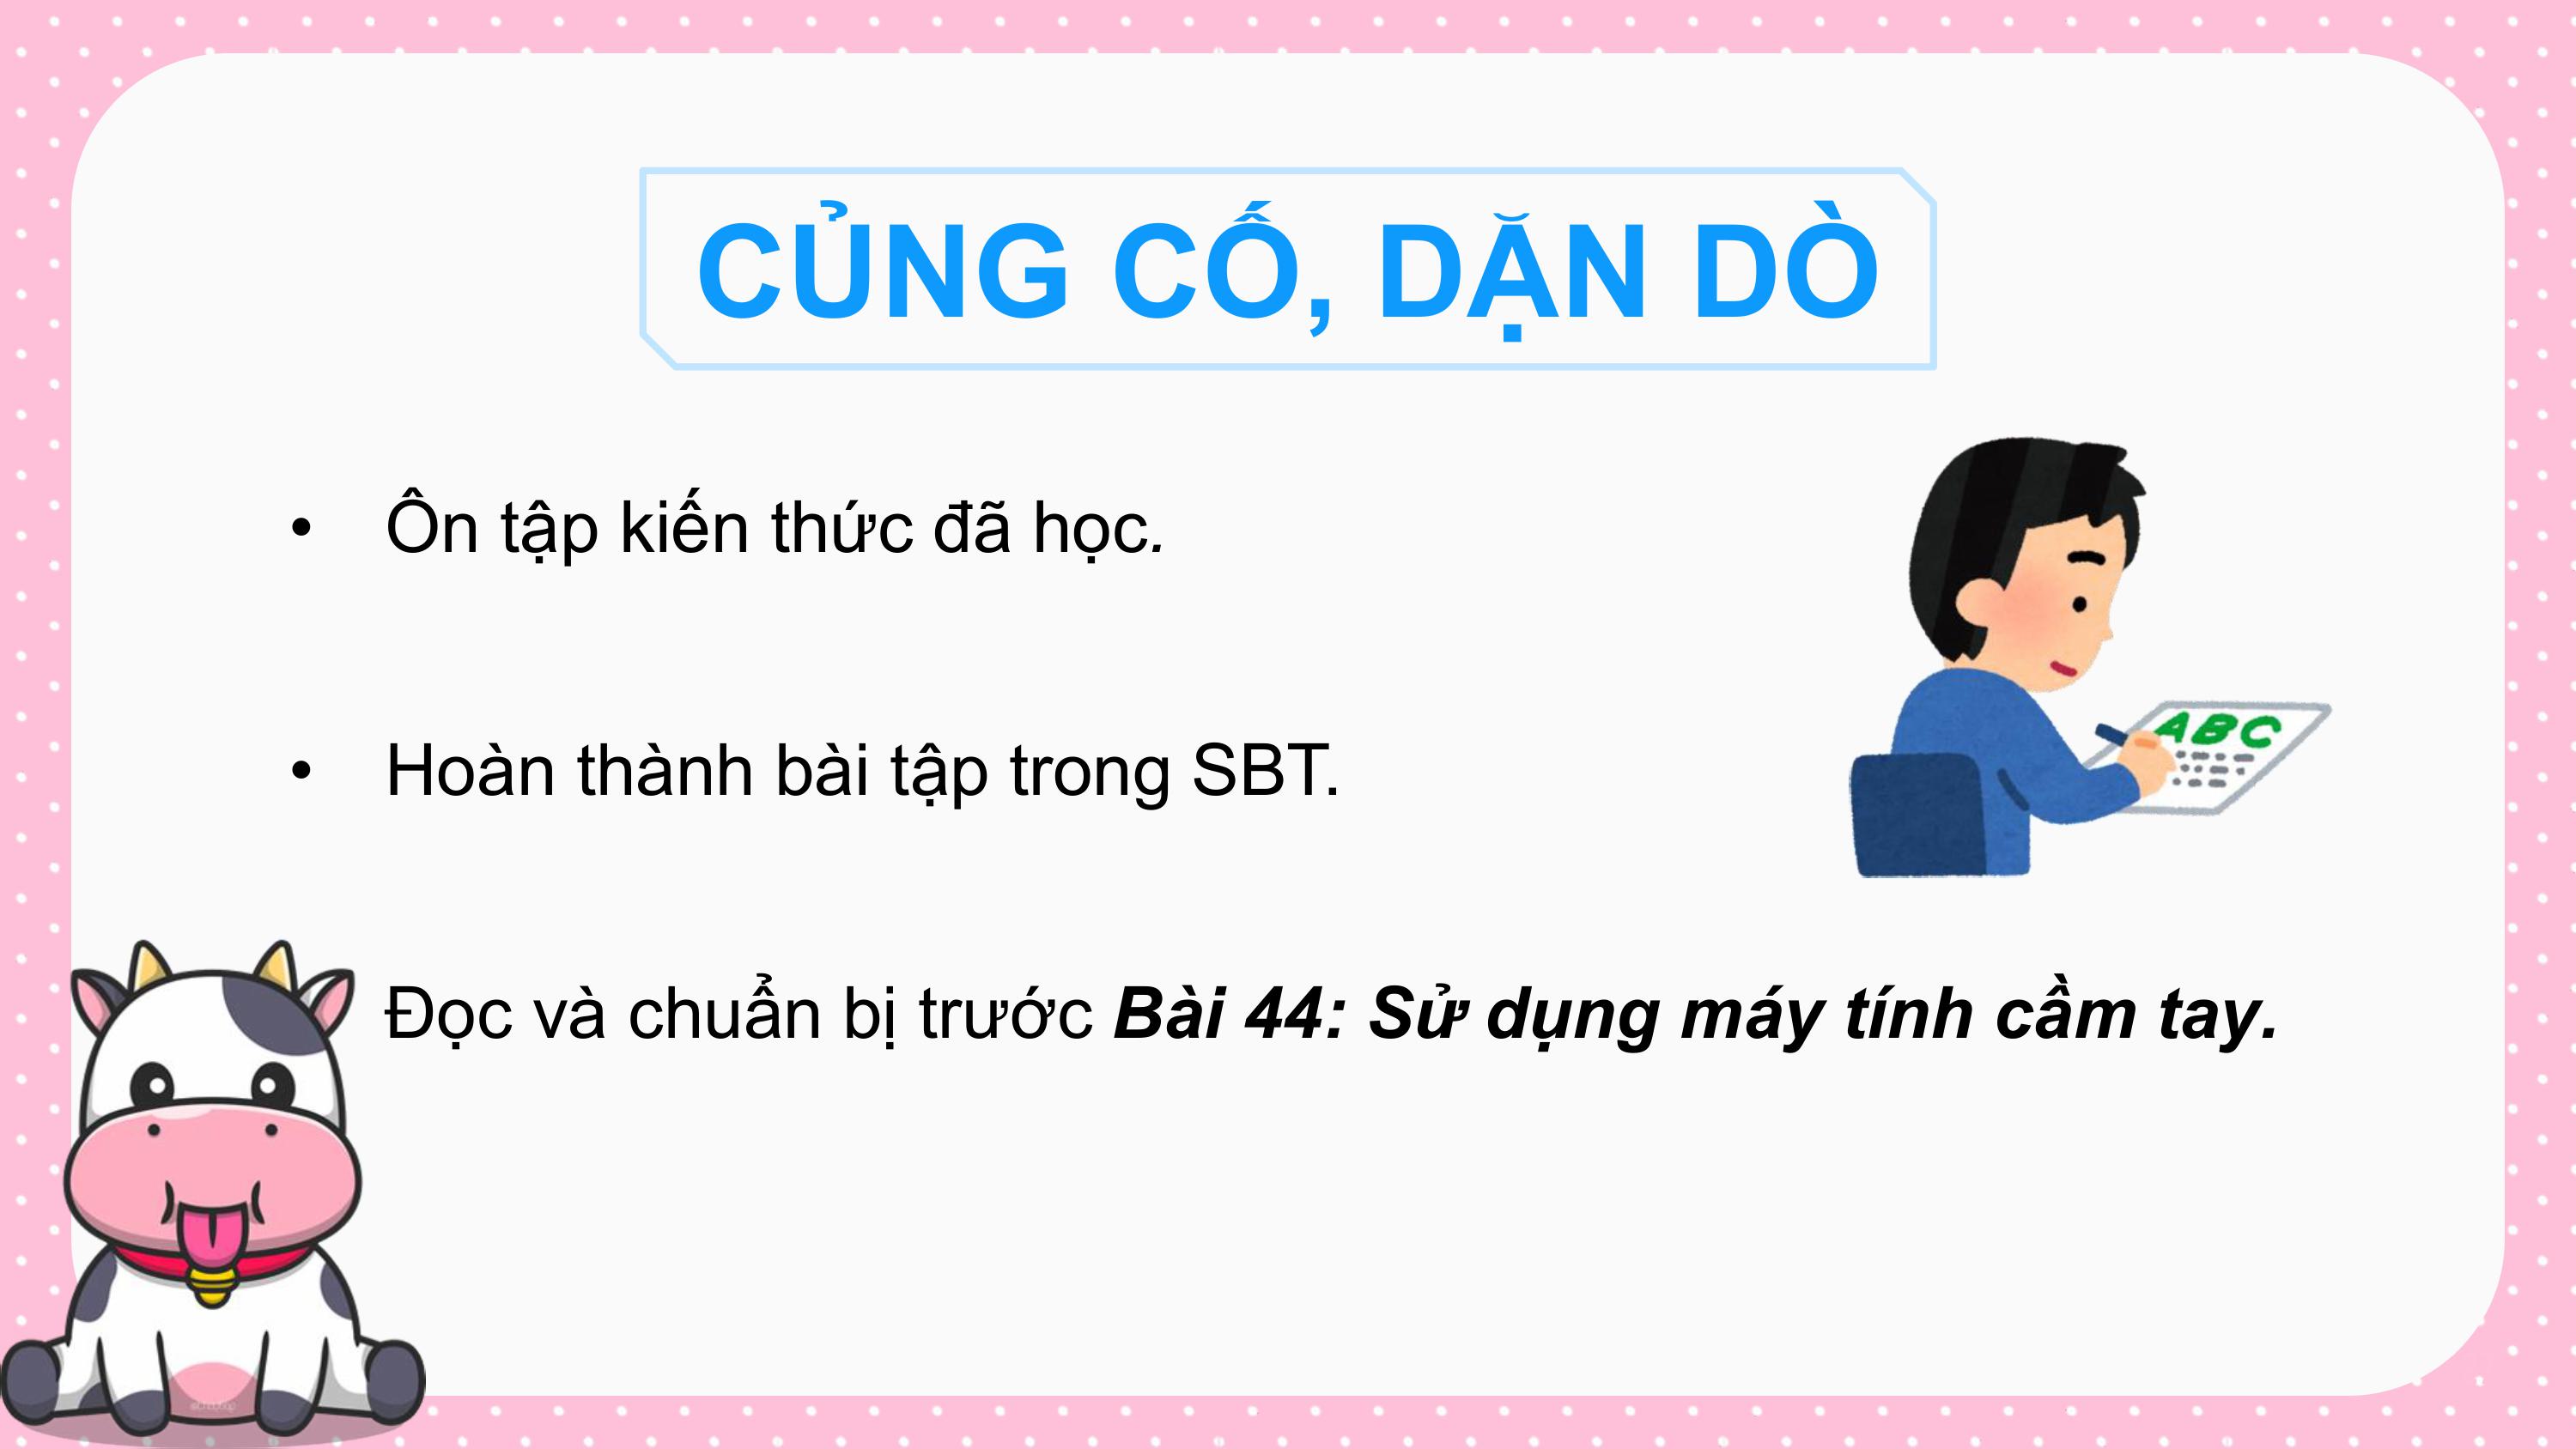 CỦNG CỐ, DẶN DÒ
• Ôn tập kiến thức đã học.
• Hoàn thành bài tập trong SBT.
Đọc và chuẩn bị trước Bài 44: Sử dụng máy tính cầm tay.
ABC